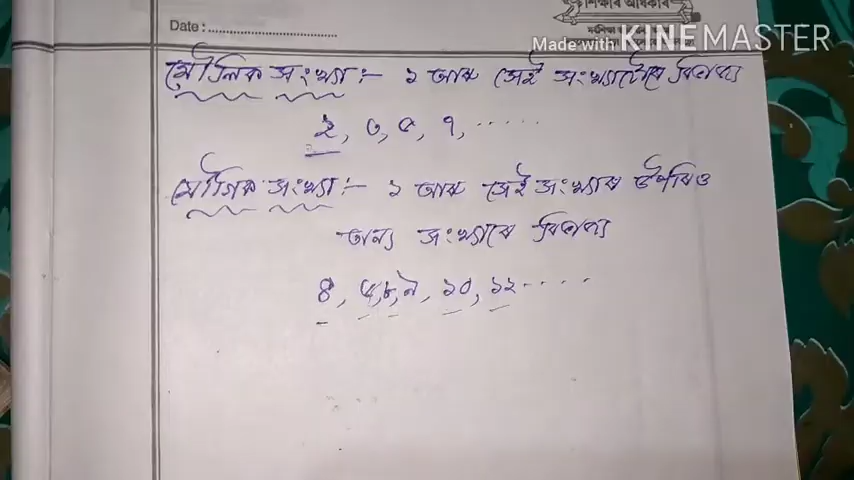 শিক্ষাৰ অধিকাৰ
Date :
Made with KINEMASTER
মৌলিক সংখ্যা :- ১ আৰু সেই সংখ্যাটোৰে বিভাজ্য
২, ৩, ৫, ৭, ......
যৌগিক সংখ্যা :- ১ আৰু সেই সংখ্যাৰ উপৰিও
অন্য সংখ্যাৰে বিভাজ্য
৪, ৬, ৮, ৯, ১০, ১২.....